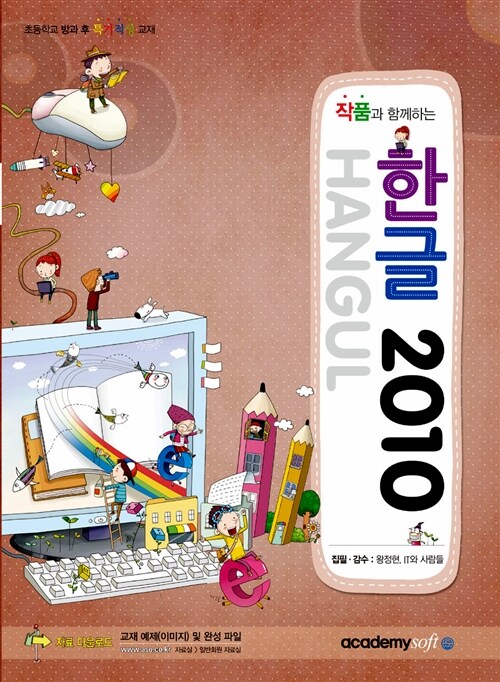 초등학교 방과 후 특기적성 교재
작품과 함께하는
한글 2010
HANGUL
집필·감수 : 왕정현, IT와 사람들
자료 다운로드
교재 예제(이미지) 및 완성 파일
www.aso.co.kr 자료실 > 일반회원 자료실
academysoft
e
e